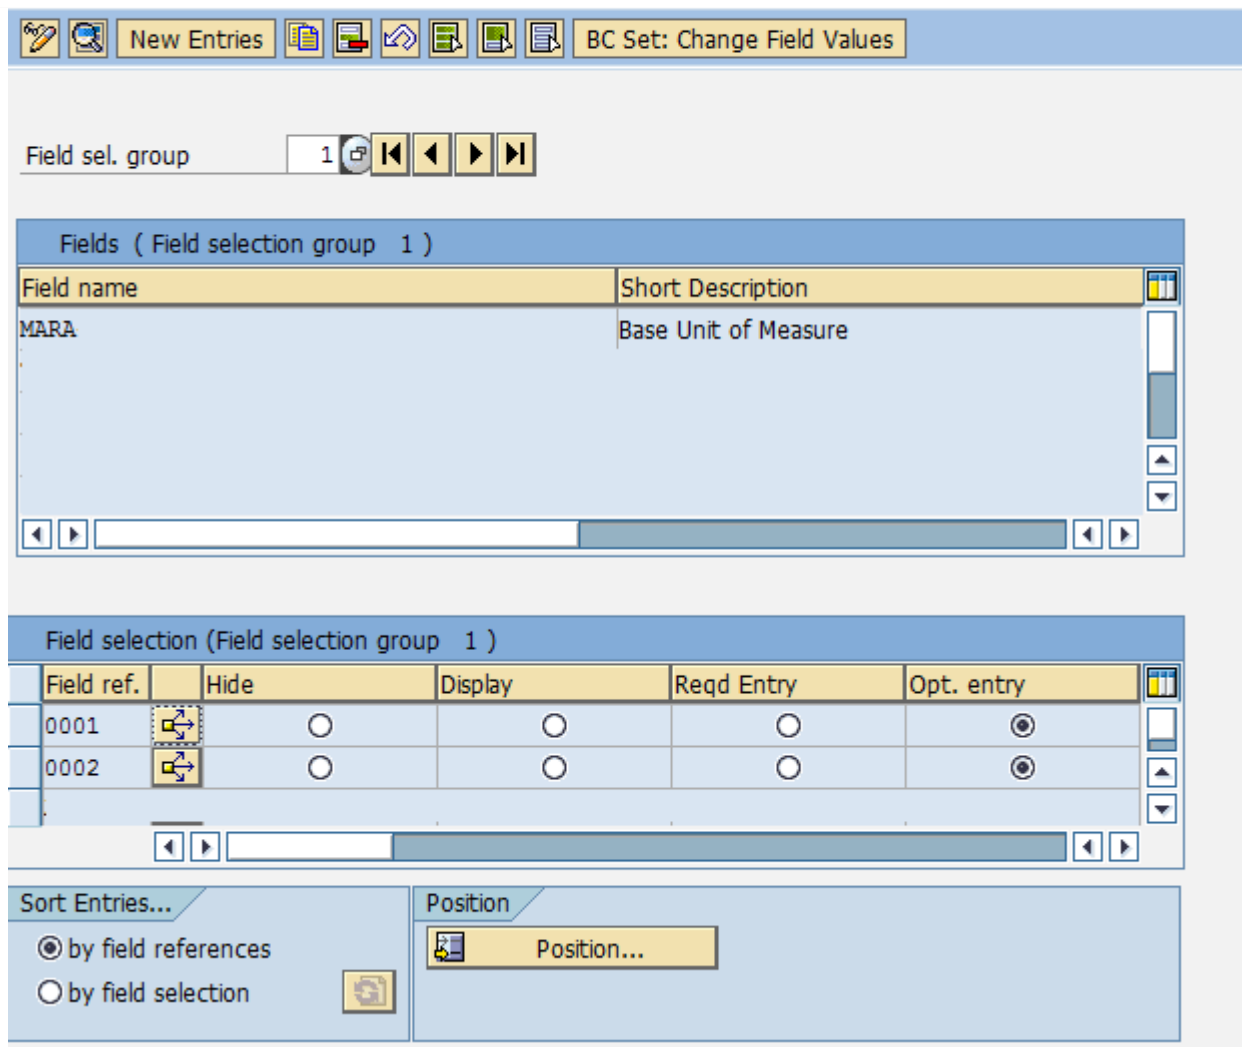 New Entries BC Set: Change Field Values
Field sel. group 1
Fields ( Field selection group 1 )
Field name Short Description
MARA Base Unit of Measure
Field selection (Field selection group 1 )
Field ref. Hide Display Reqd Entry Opt. entry
0001
0002
Sort Entries... Position
by field references Position...
by field selection